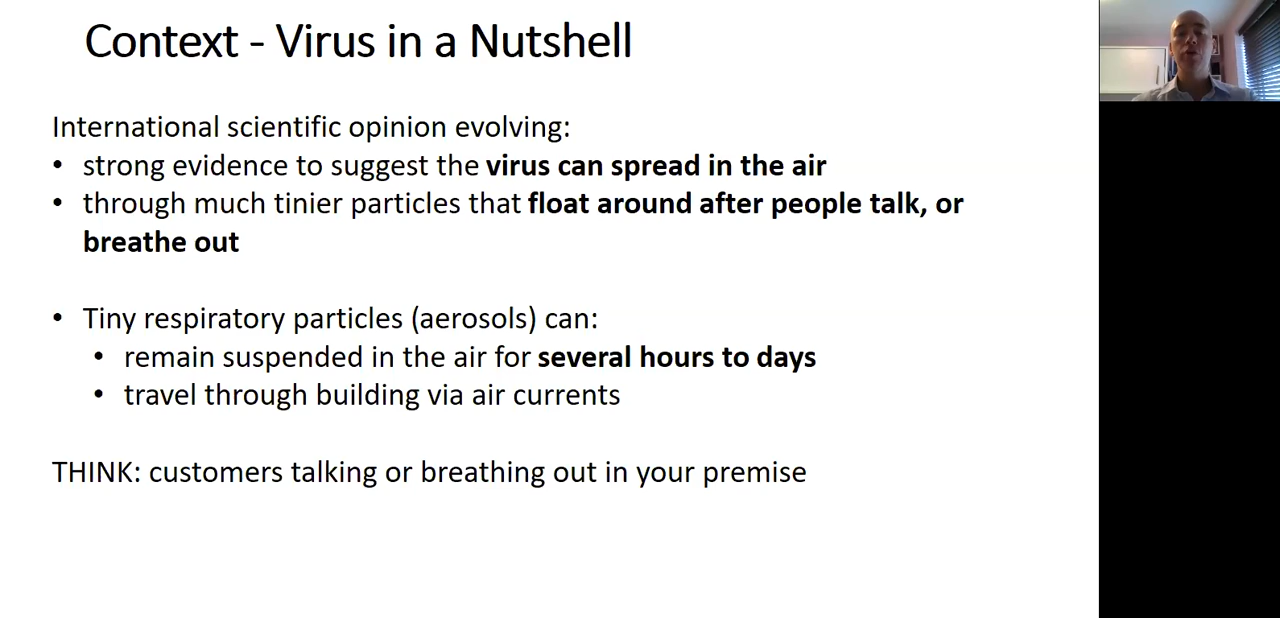 Context - Virus in a Nutshell
International scientific opinion evolving:
• strong evidence to suggest the virus can spread in the air
• through much tinier particles that float around after people talk, or
breathe out
• Tiny respiratory particles (aerosols) can:
• remain suspended in the air for several hours to days
• travel through building via air currents
THINK: customers talking or breathing out in your premise